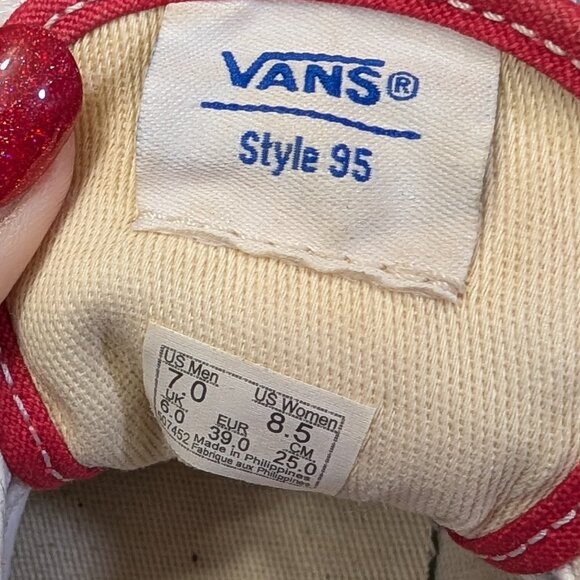 VANS®
Style 95
US Men US Women
7.0 8.5
UK EUR CM
6.0 39.0 25.0
Made in Philippines
Fabrique aux Philippines